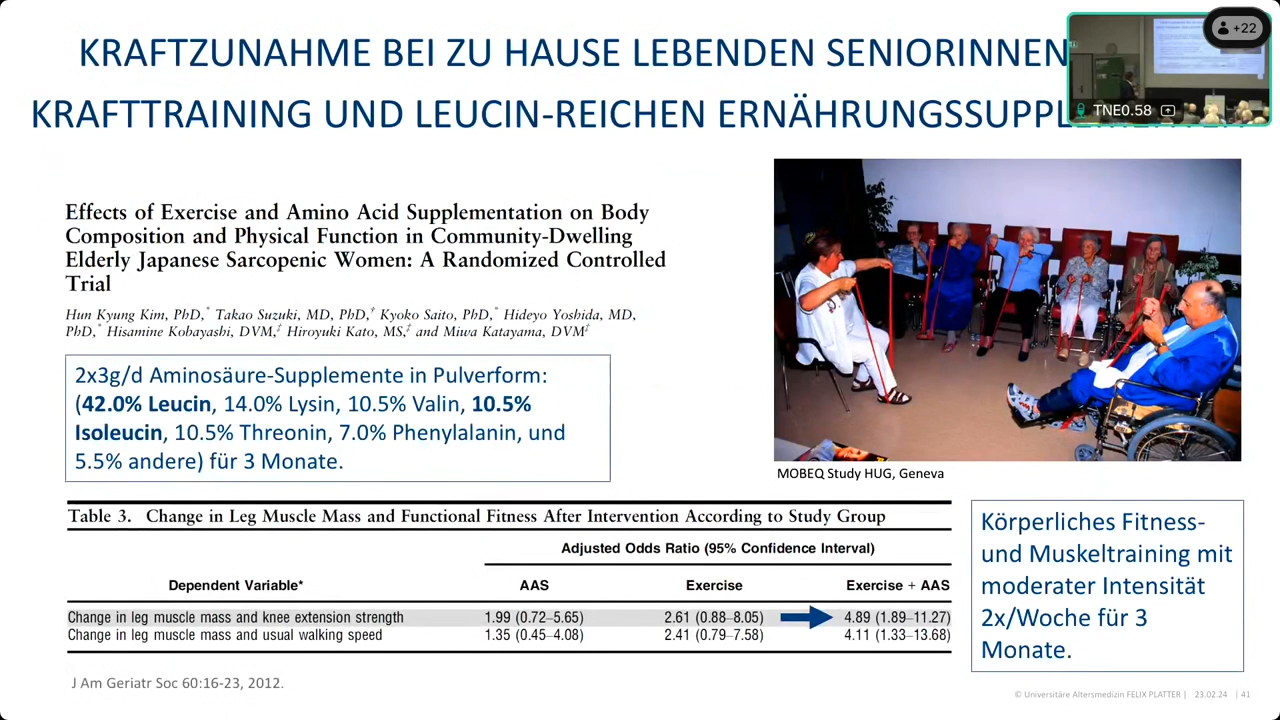 KRAFTZUNAHME BEI ZU HAUSE LEBENDEN SENIORINNEN
KRAFTTRAINING UND LEUCIN-REICHEN
+22
TNE0.58
Effects of Exercise and Amino Acid Supplementation on Body
Composition and Physical Function in Community-Dwelling
Elderly Japanese Sarcopenic Women: A Randomized Controlled
Trial
Hun Kyung Kim, PhD,* Takao Suzuki, MD, PhD,† Kyoko Saito, PhD,* Hideyo Yoshida, MD,
PhD,* Hisamine Kobayashi, DVM,‡ Hiroyuki Kato, MS,‡ and Miwa Katayama, DVM‡
2x3g/d Aminosäure-Supplemente in Pulverform:
(42.0% Leucin, 14.0% Lysin, 10.5% Valin, 10.5%
Isoleucin, 10.5% Threonin, 7.0% Phenylalanin, und
5.5% andere) für 3 Monate.
MOBEQ Study HUG, Geneva
Table 3. Change in Leg Muscle Mass and Functional Fitness After Intervention According to Study Group
Adjusted Odds Ratio (95% Confidence Interval)
Dependent Variable* AAS Exercise Exercise + AAS
Change in leg muscle mass and knee extension strength 1.99 (0.72–5.65) 2.61 (0.88–8.05) 4.89 (1.89–11.27)
Change in leg muscle mass and usual walking speed 1.35 (0.45–4.08) 2.41 (0.79–7.58) 4.11 (1.33–13.68)
Körperliches Fitness-
und Muskeltraining mit
moderater Intensität
2x/Woche für 3
Monate.
J Am Geriatr Soc 60:16-23, 2012.
© Universitäre Altersmedizin FELIX PLATTER | 23.02.24 | 41